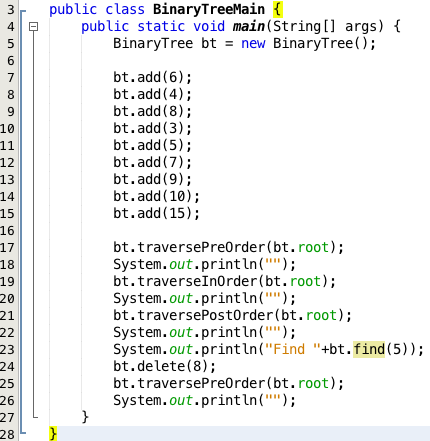 3 public class BinaryTreeMain {
4 public static void main(String[] args) {
5 BinaryTree bt = new BinaryTree();
6
7 bt.add(6);
8 bt.add(4);
9 bt.add(8);
10 bt.add(3);
11 bt.add(5);
12 bt.add(7);
13 bt.add(9);
14 bt.add(10);
15 bt.add(15);
16
17 bt.traversePreOrder(bt.root);
18 System.out.println("");
19 bt.traverseInOrder(bt.root);
20 System.out.println("");
21 bt.traversePostOrder(bt.root);
22 System.out.println("");
23 System.out.println("Find "+bt.find(5));
24 bt.delete(8);
25 bt.traversePreOrder(bt.root);
26 System.out.println("");
27 }
28 }